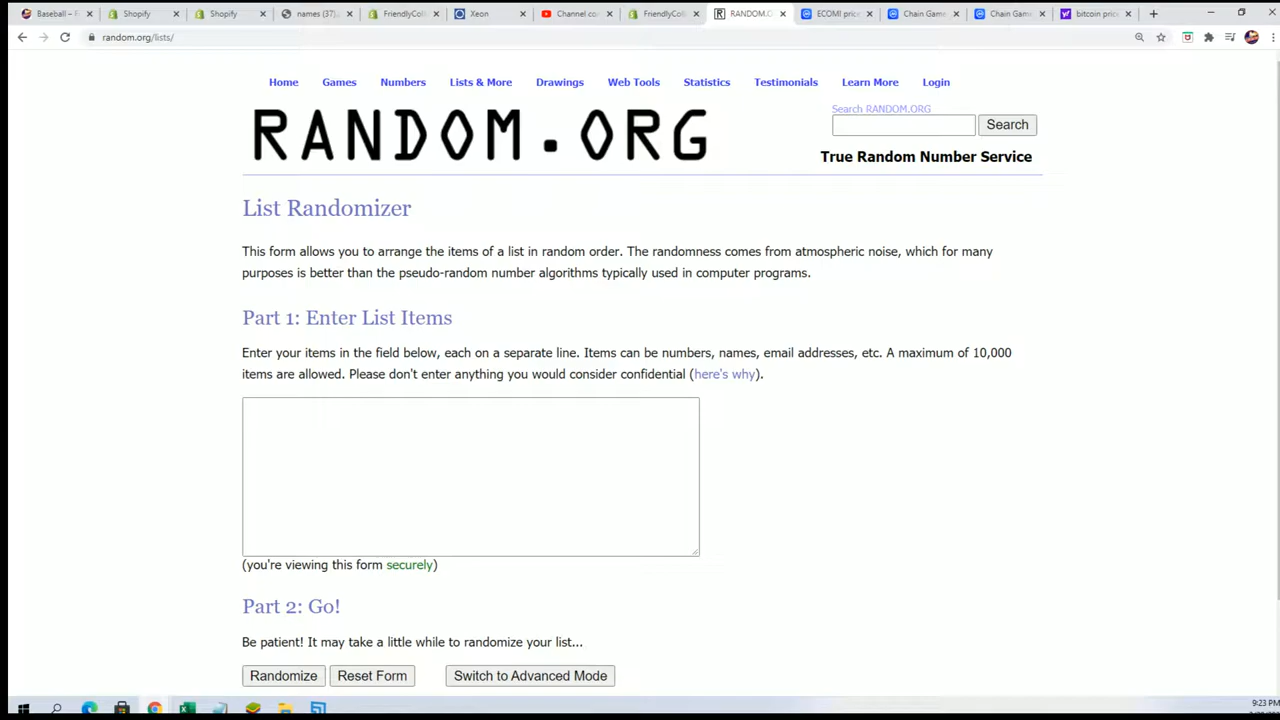 Baseball – F
Shopify
Shopify
names (37).
FriendlyColl
Xeon
Channel con
FriendlyColl
RANDOM.O
ECOMI price
Chain Game
Chain Game
bitcoin price
random.org/lists/
Home Games Numbers Lists & More Drawings Web Tools Statistics Testimonials Learn More Login
RANDOM.ORG
Search RANDOM.ORG
Search
True Random Number Service
List Randomizer
This form allows you to arrange the items of a list in random order. The randomness comes from atmospheric noise, which for many
purposes is better than the pseudo-random number algorithms typically used in computer programs.
Part 1: Enter List Items
Enter your items in the field below, each on a separate line. Items can be numbers, names, email addresses, etc. A maximum of 10,000
items are allowed. Please don't enter anything you would consider confidential (here's why).
(you're viewing this form securely)
Part 2: Go!
Be patient! It may take a little while to randomize your list...
Randomize Reset Form Switch to Advanced Mode
9:23 PM